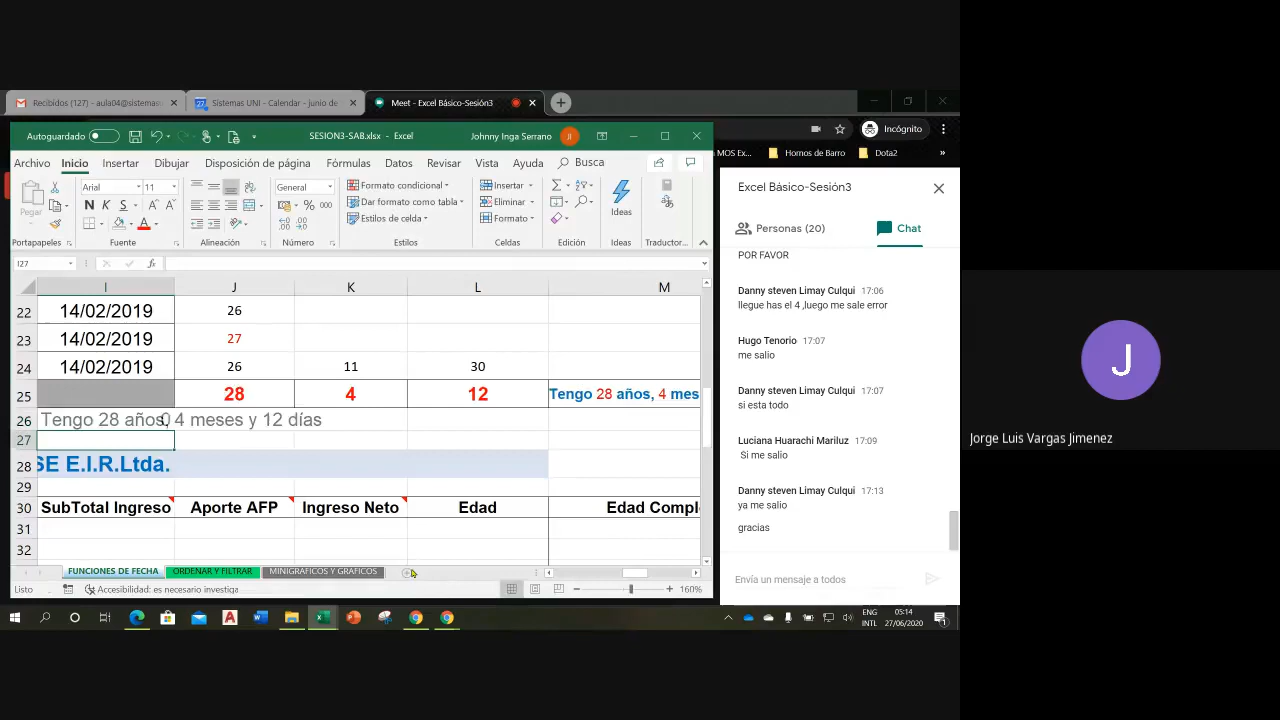 Recibidos (127) - aula04@sistemas
Sistemas UNI - Calendar - junio de
Meet - Excel Básico-Sesión3
Incógnito
MOS Ex...
Hornos de Barro
Dota2
»
Autoguardado
SESION3-SAB.xlsx - Excel
Johnny Inga Serrano
JI
Archivo
Inicio
Insertar
Dibujar
Disposición de página
Fórmulas
Datos
Revisar
Vista
Ayuda
Busca
Pegar
Arial
11
N K S
General
Formato condicional
Dar formato como tabla
Estilos de celda
Insertar
Eliminar
Formato
Ideas
Portapapeles
Fuente
Alineación
Número
Estilos
Celdas
Edición
Ideas
Traductor...
I27
fx
I J K L M
22 14/02/2019 26
23 14/02/2019 27
24 14/02/2019 26 11 30
25 28 4 12 Tengo 28 años, 4 mes
26 Tengo 28 años, 4 meses y 12 días
27
28 SE E.I.R.Ltda.
29
30 SubTotal Ingreso Aporte AFP Ingreso Neto Edad Edad Compl
31
32
FUNCIONES DE FECHA
ORDENAR Y FILTRAR
MINIGRAFICOS Y GRAFICOS
Listo
Accesibilidad: es necesario investiga
160%
Excel Básico-Sesión3
Personas (20)
Chat
POR FAVOR
Danny steven Limay Culqui 17:06
llegue has el 4 ,luego me sale error
Hugo Tenorio 17:07
me salio
Danny steven Limay Culqui 17:07
si esta todo
Luciana Huarachi Mariluz 17:09
Si me salio
Danny steven Limay Culqui 17:13
ya me salio
gracias
Envía un mensaje a todos
ENG
INTL
05:14
27/06/2020
J
Jorge Luis Vargas Jimenez